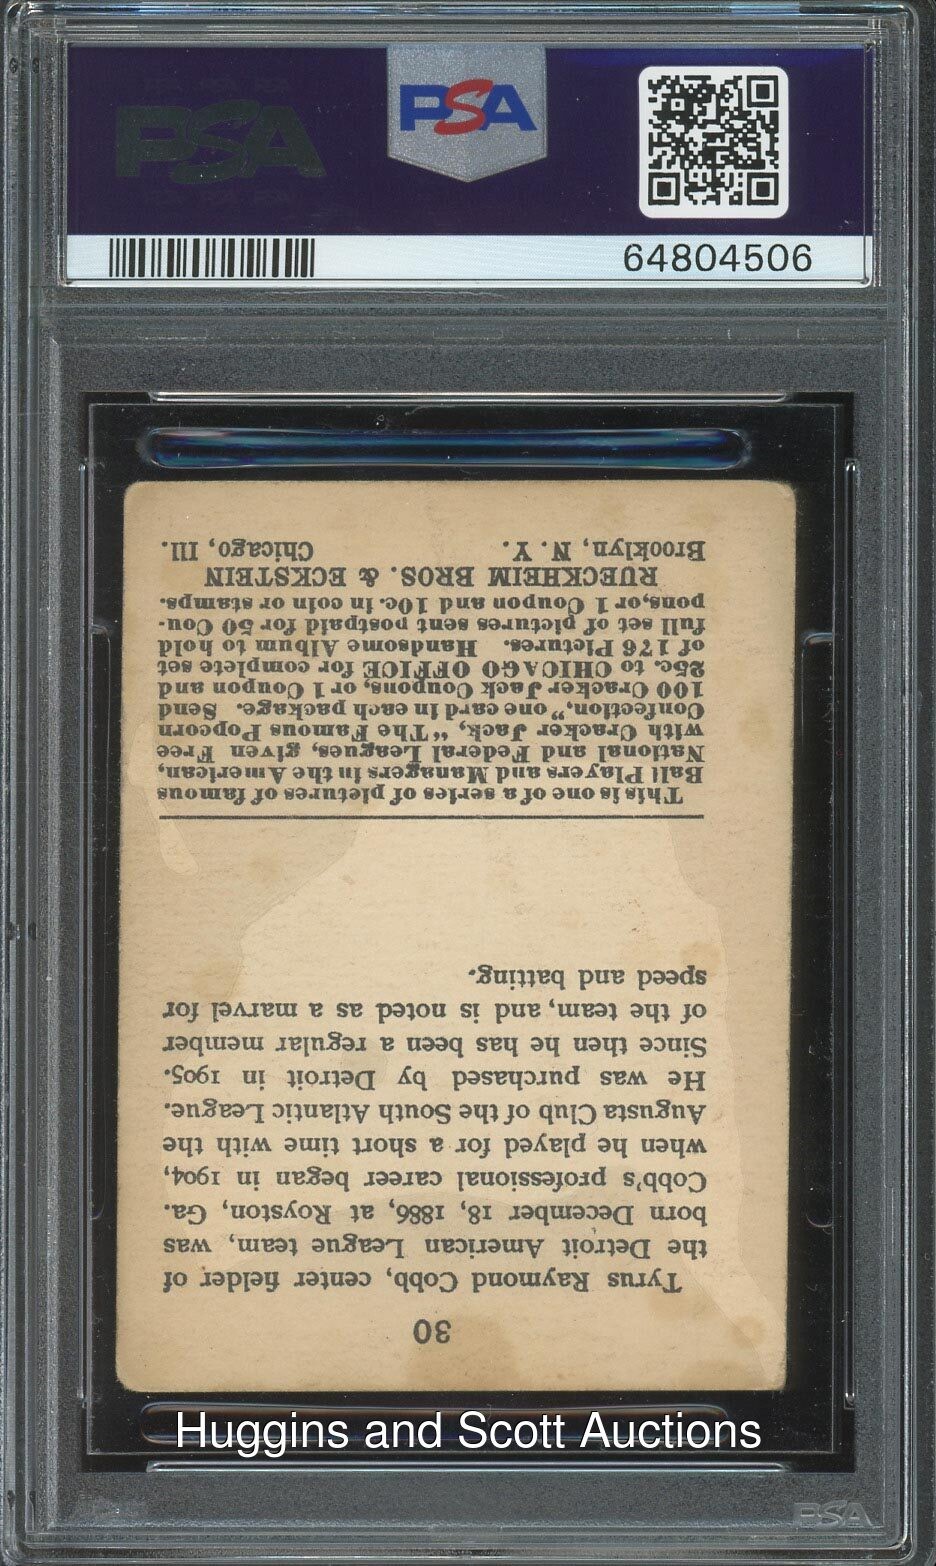 PSA
PSA
64804506
30
Tyrus Raymond Cobb, center fielder of
the Detroit American League team, was
born December 18, 1886, at Royston, Ga.
Cobb's professional career began in 1904,
when he played for a short time with the
Augusta Club of the South Atlantic League.
He was purchased by Detroit in 1905.
Since then he has been a regular member
of the team, and is noted as a marvel for
speed and batting.
This is one of a series of pictures of famous
Ball Players and Managers in the American,
National and Federal Leagues, given Free
with Cracker Jack, "The Famous Popcorn
Confection," one card in each package. Send
100 Cracker Jack Coupons, or 1 Coupon and
25c. to CHICAGO OFFICE for complete set
of 176 Pictures. Handsome Album to hold
full set of pictures sent postpaid for 50 Cou-
pons, or 1 Coupon and 10c. in coin or stamps.
RUECKHEIM BROS. & ECKSTEIN
Brooklyn, N. Y. Chicago, Ill.
Huggins and Scott Auctions
PSA